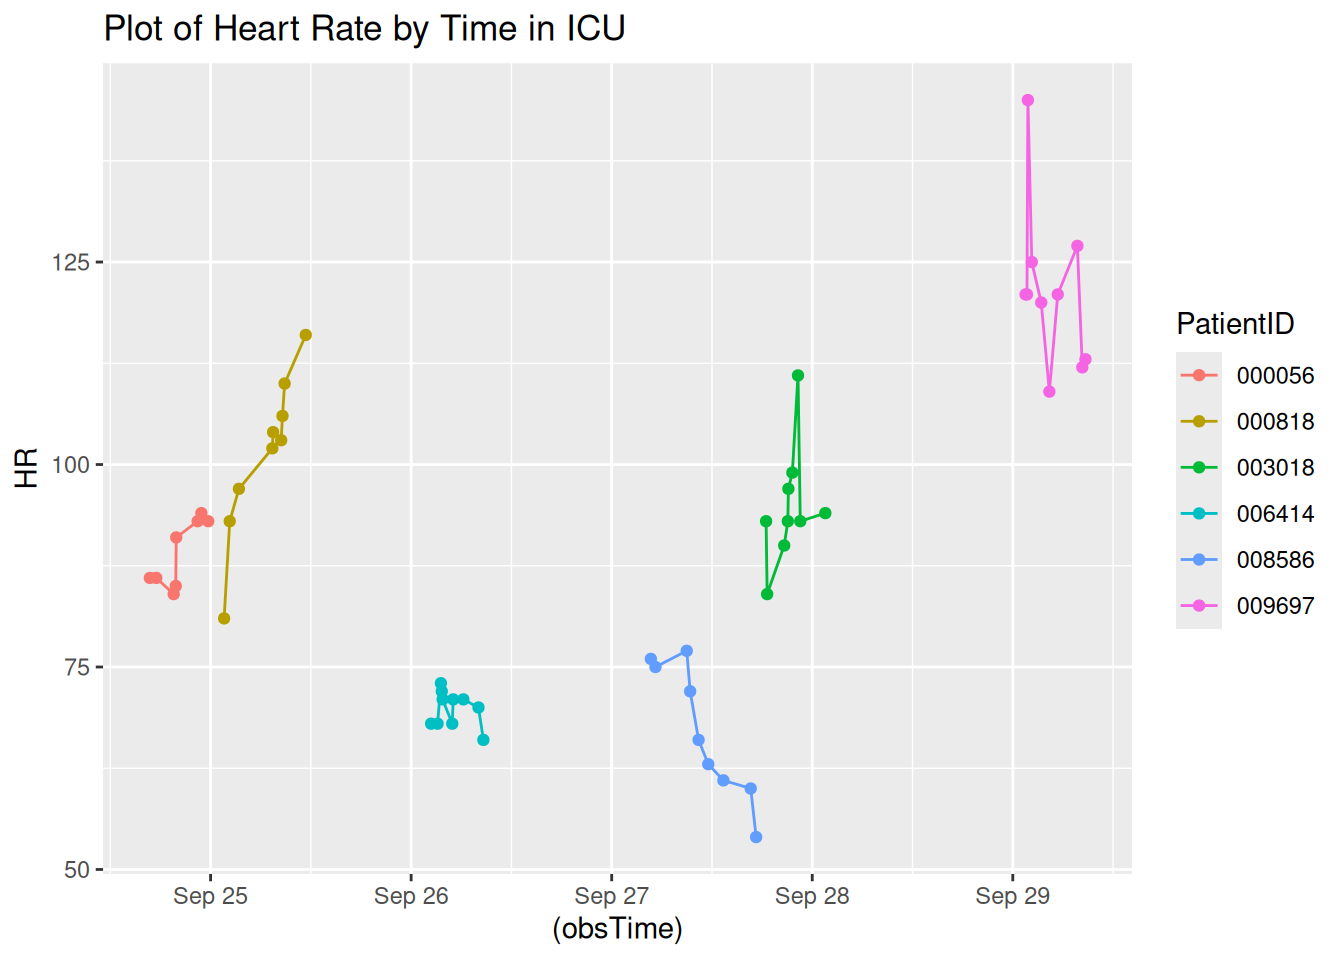 Plot of Heart Rate by Time in ICU
HR
125
100
75
50
Sep 25
Sep 26
Sep 27
Sep 28
Sep 29
(obsTime)
PatientID
000056
000818
003018
006414
008586
009697